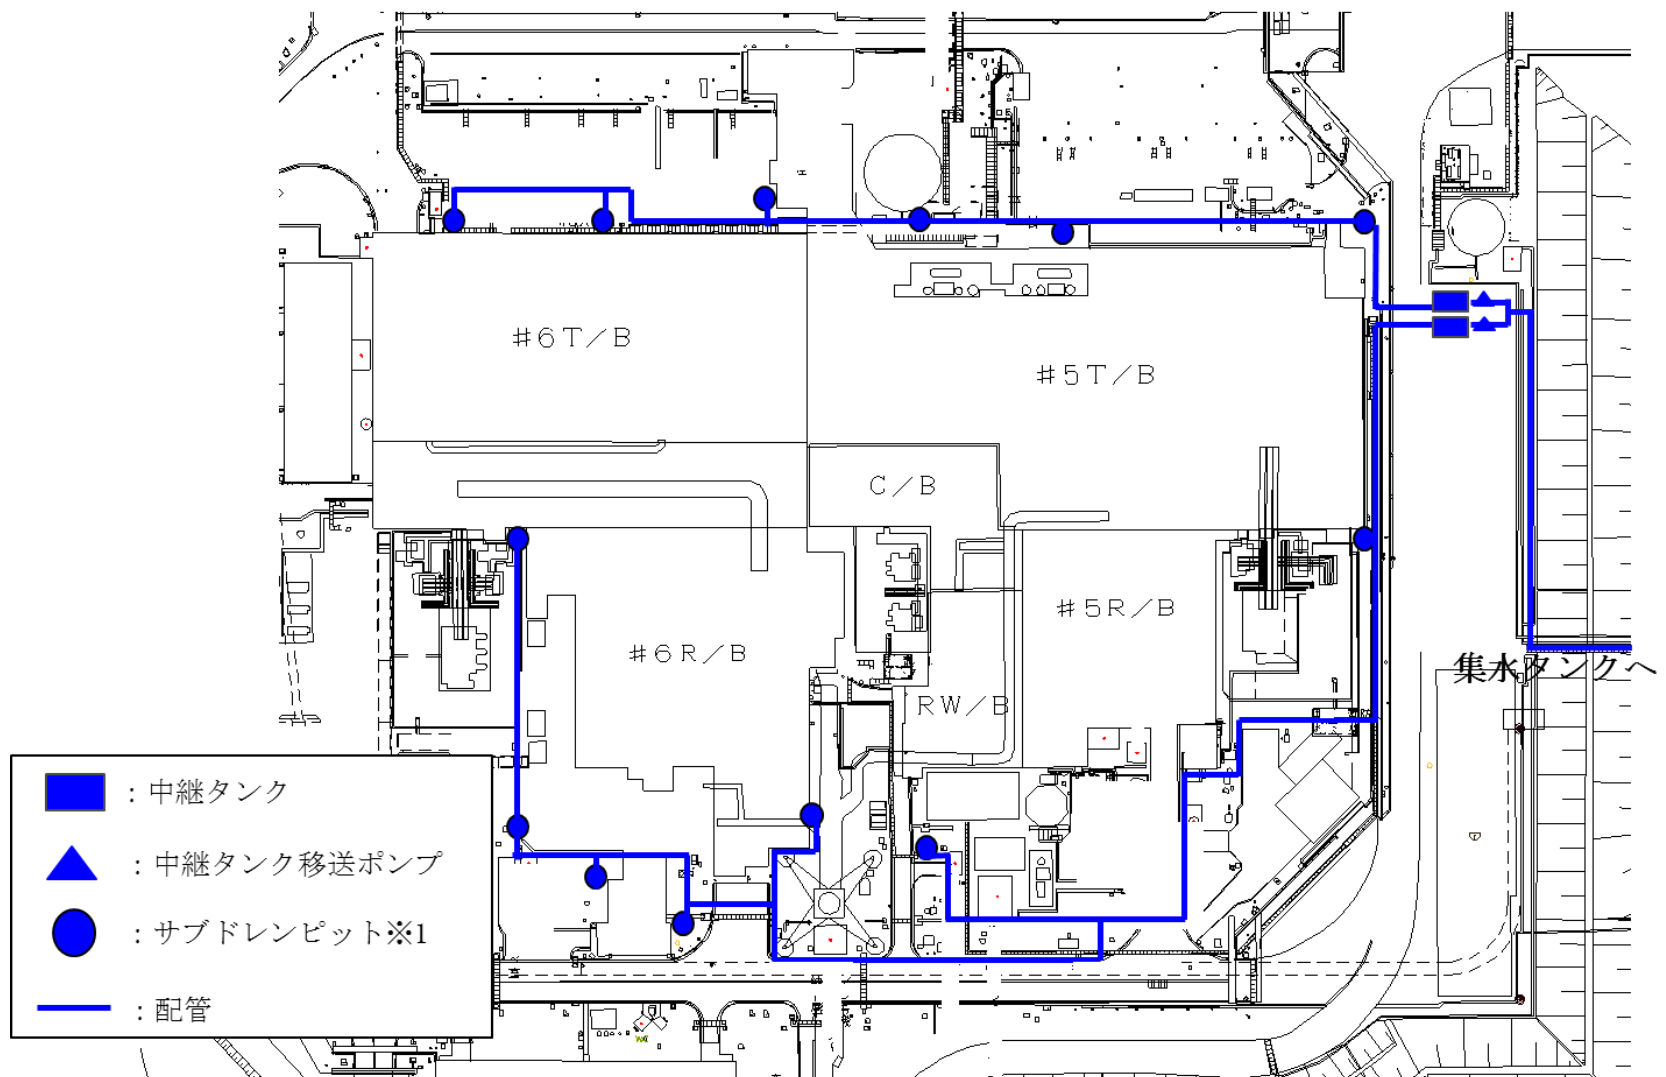 #6T/B
#5T/B
C/B
#5R/B
#6R/B
集水タンクへ
RW/B
：中継タンク
：中継タンク移送ポンプ
：サブドレンピット※1
：配管